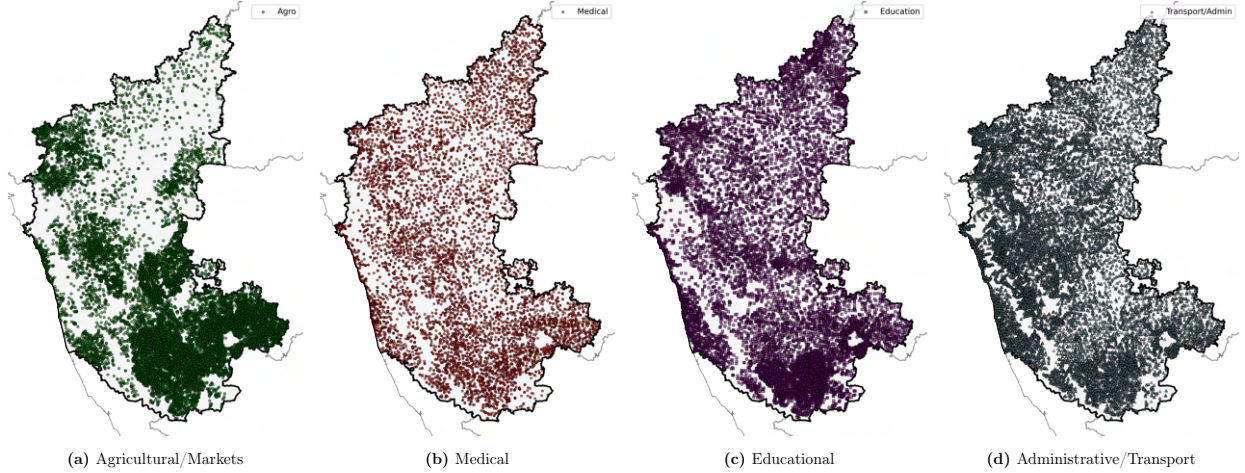 Agro
Medical
Education
Transport/Admin
(a) Agricultural/Markets
(b) Medical
(c) Educational
(d) Administrative/Transport